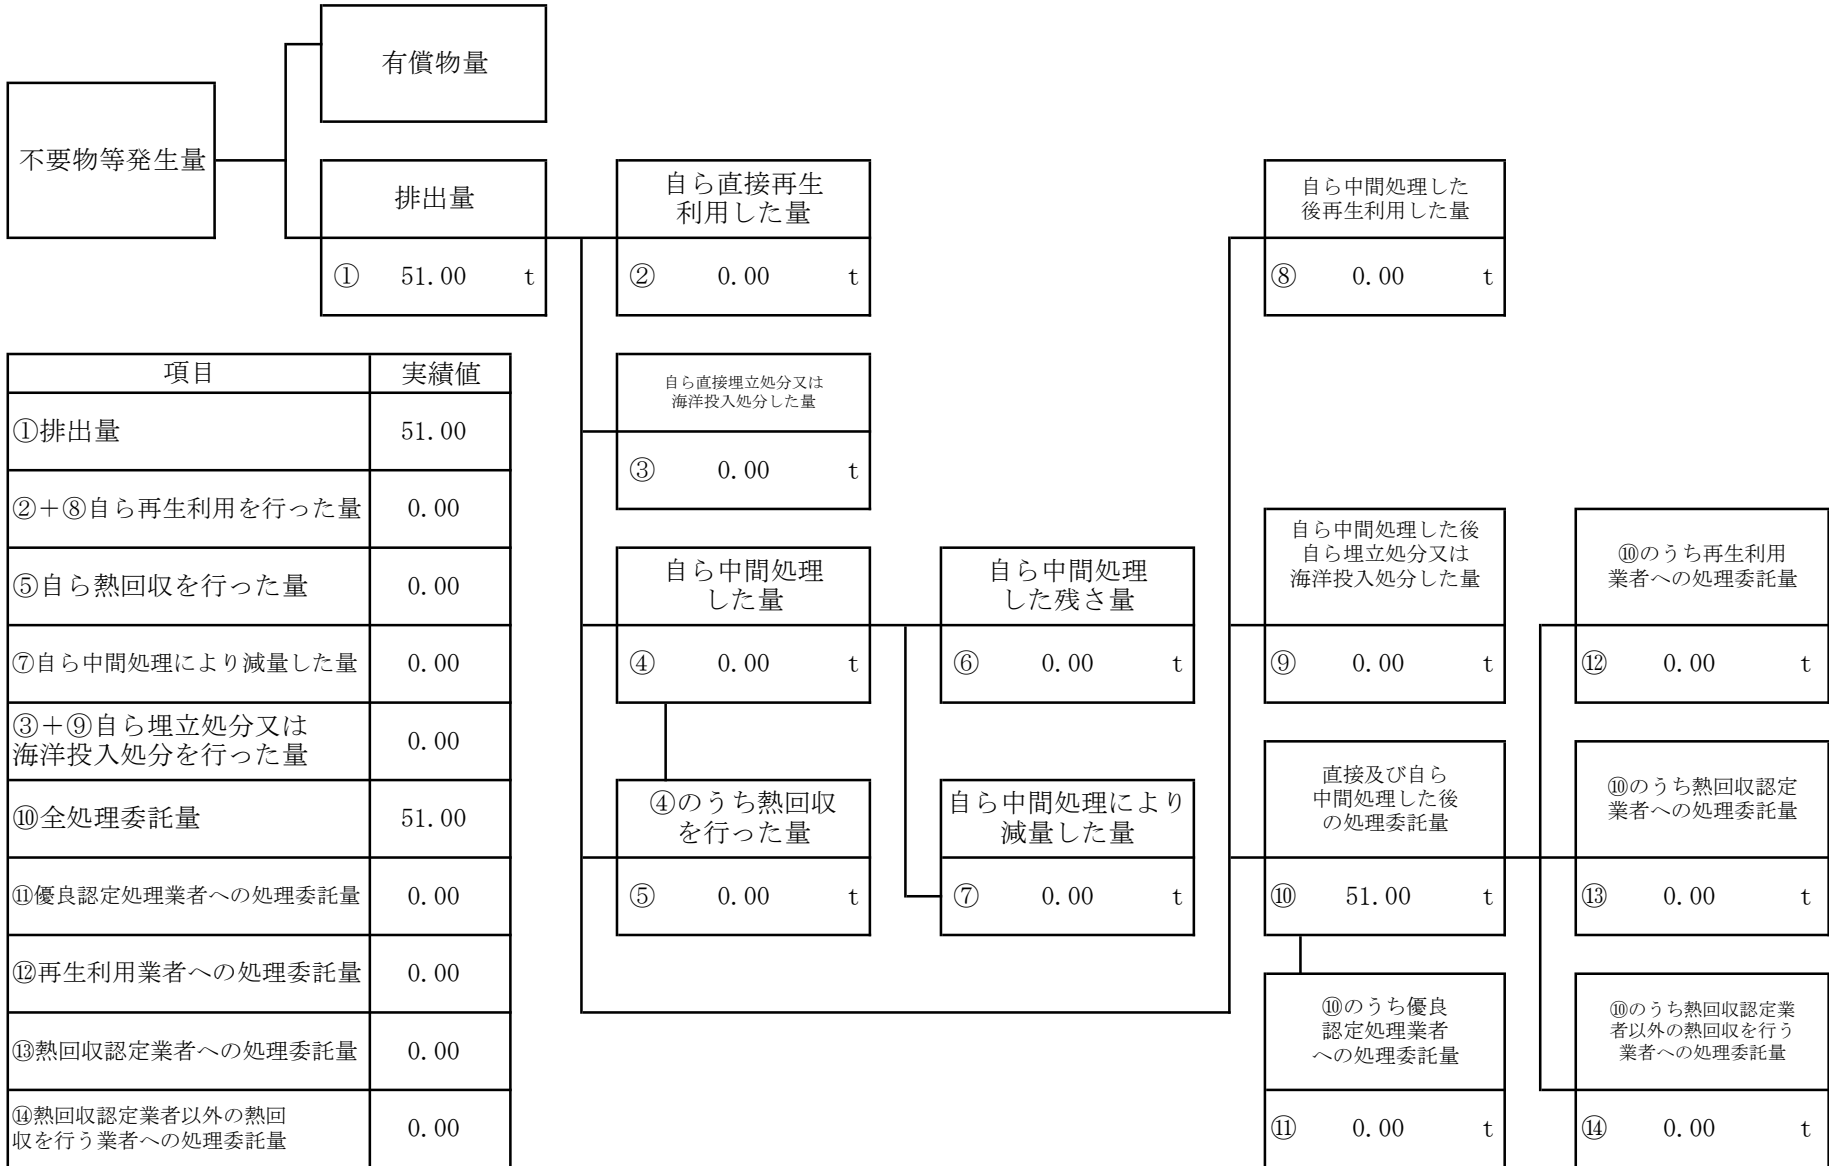 有償物量
不要物等発生量
排出量
① 51.00 t
自ら直接再生
利用した量
② 0.00 t
自ら中間処理した
後再生利用した量
⑧ 0.00 t
自ら直接埋立処分又は
海洋投入処分した量
③ 0.00 t
自ら中間処理
した量
④ 0.00 t
自ら中間処理
した残さ量
⑥ 0.00 t
自ら中間処理した後
自ら埋立処分又は
海洋投入処分した量
⑨ 0.00 t
⑩のうち再生利用
業者への処理委託量
⑫ 0.00 t
④のうち熱回収
を行った量
⑤ 0.00 t
自ら中間処理により
減量した量
⑦ 0.00 t
直接及び自ら
中間処理した後
の処理委託量
⑩ 51.00 t
⑩のうち熱回収認定
業者への処理委託量
⑬ 0.00 t
⑩のうち優良
認定処理業者
への処理委託量
⑪ 0.00 t
⑩のうち熱回収認定業
者以外の熱回収を行う
業者への処理委託量
⑭ 0.00 t
項目 実績値
①排出量 51.00
②+⑧自ら再生利用を行った量 0.00
⑤自ら熱回収を行った量 0.00
⑦自ら中間処理により減量した量 0.00
③+⑨自ら埋立処分又は
海洋投入処分を行った量 0.00
⑩全処理委託量 51.00
⑪優良認定処理業者への処理委託量 0.00
⑫再生利用業者への処理委託量 0.00
⑬熱回収認定業者への処理委託量 0.00
⑭熱回収認定業者以外の熱回
収を行う業者への処理委託量 0.00